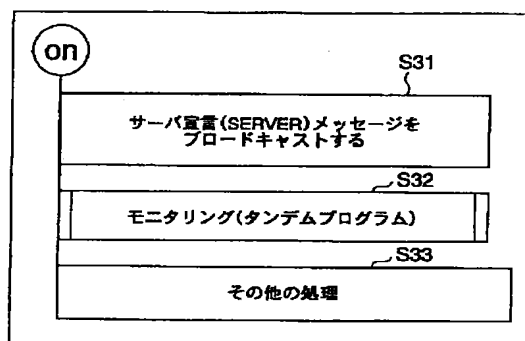 on
S31
サーバ宣言(SERVER)メッセージを
ブロードキャストする
S32
モニタリング(タンデムプログラム)
S33
その他の処理